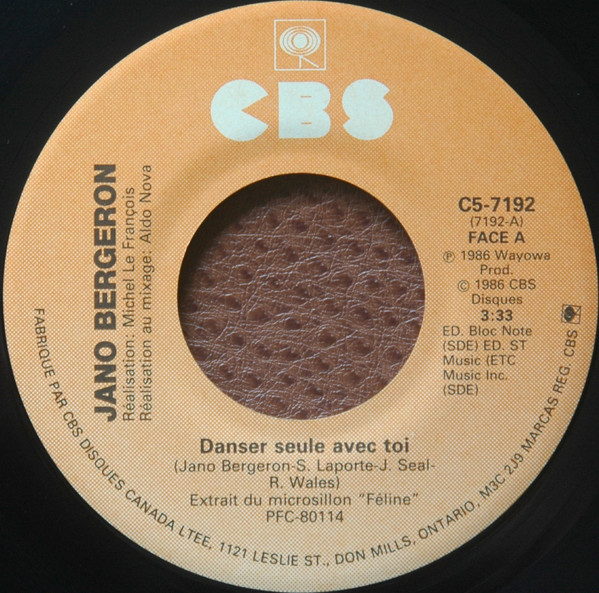 CBS
JANO BERGERON
Réalisation: Michel Le François
Réalisation au mixage: Aldo Nova
C5-7192
(7192-A)
FACE A
Ⓟ 1986 Wayowa
Prod.
© 1986 CBS
Disques
3:33
ED. Bloc Note
(SDE) ED. ST
Music (ETC
Music Inc.
(SDE)
Danser seule avec toi
(Jano Bergeron-S. Laporte-J. Seal-
R. Wales)
Extrait du microsillon "Féline"
PFC-80114
FABRIQUE PAR CBS DISQUES CANADA LTEE, 1121 LESLIE ST., DON MILLS, ONTARIO, M3C 2J9 MARCAS REG. CBS